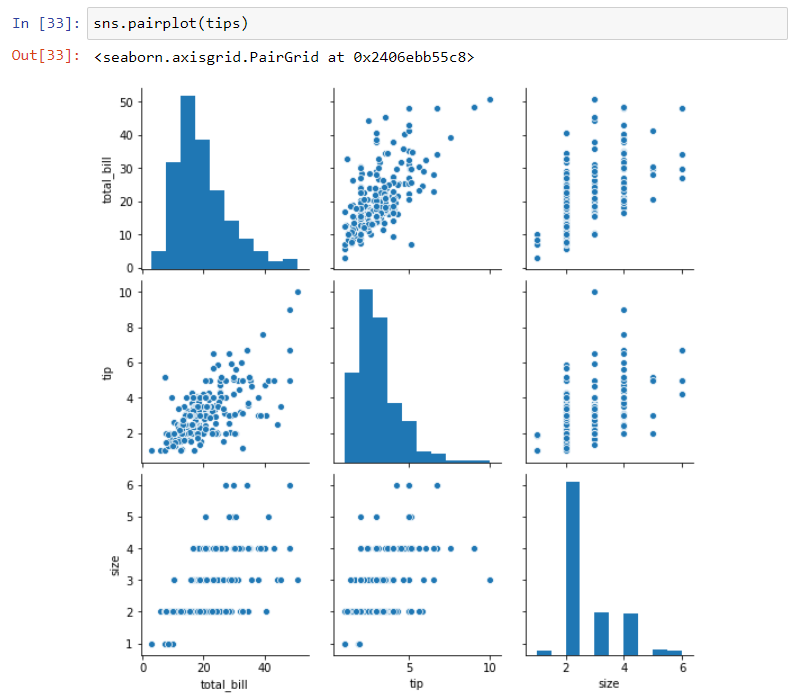 In [33]: sns.pairplot(tips)
Out[33]: <seaborn.axisgrid.PairGrid at 0x2406ebb55c8>
50
40
30
20
10
0
total_bill
10
8
6
4
2
tip
6
5
4
3
2
1
size
0 20 40
total_bill
5 10
tip
2 4 6
size